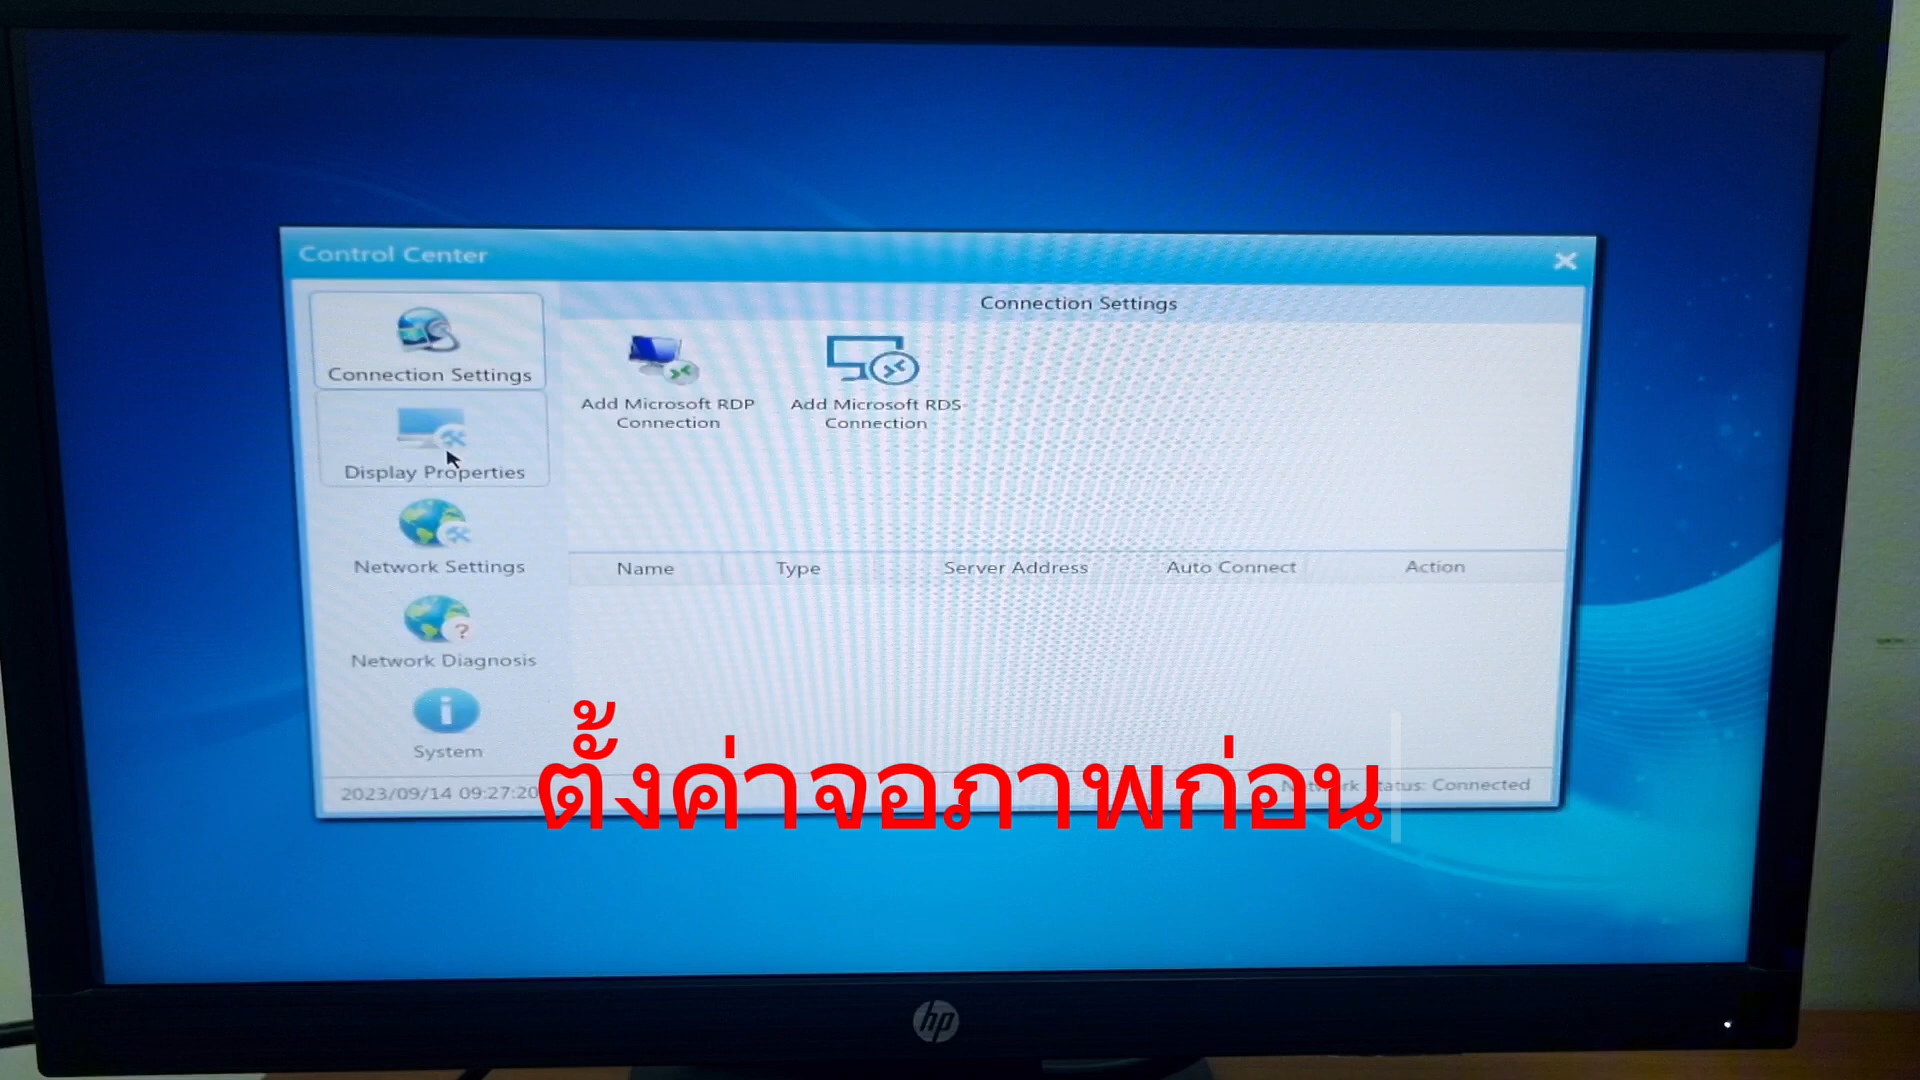 Control Center
Connection Settings
Display Properties
Network Settings
Network Diagnosis
System
Connection Settings
Add Microsoft RDP
Connection
Add Microsoft RDS
Connection
Name Type Server Address Auto Connect Action
2023/09/14 09:27:20
Status: Connected
ตั้งค่าจอภาพก่อน
hp